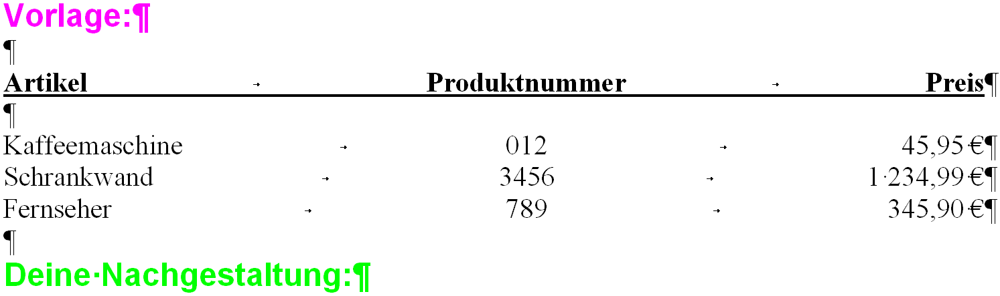 Vorlage:¶
¶
Artikel → Produktnummer → Preis¶
¶
Kaffeemaschine → 012 → 45,95·€¶
Schrankwand → 3456 → 1·234,99·€¶
Fernseher → 789 → 345,90·€¶
¶
Deine·Nachgestaltung:¶